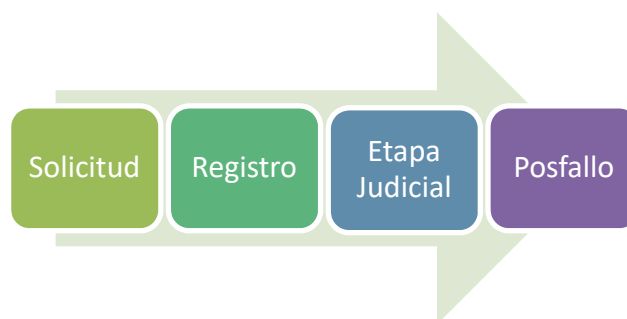 Solicitud
Registro
Etapa
Judicial
Posfallo